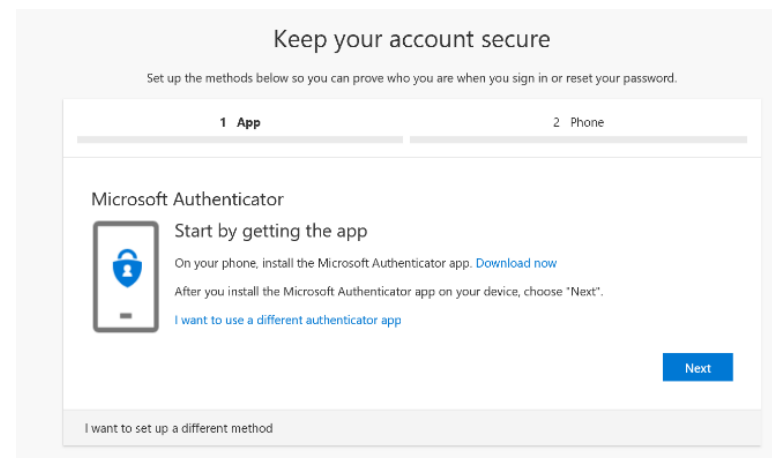 Keep your account secure
Set up the methods below so you can prove who you are when you sign in or reset your password.
1 App
2 Phone
Microsoft Authenticator
Start by getting the app
On your phone, install the Microsoft Authenticator app. Download now
After you install the Microsoft Authenticator app on your device, choose "Next".
I want to use a different authenticator app
Next
I want to set up a different method